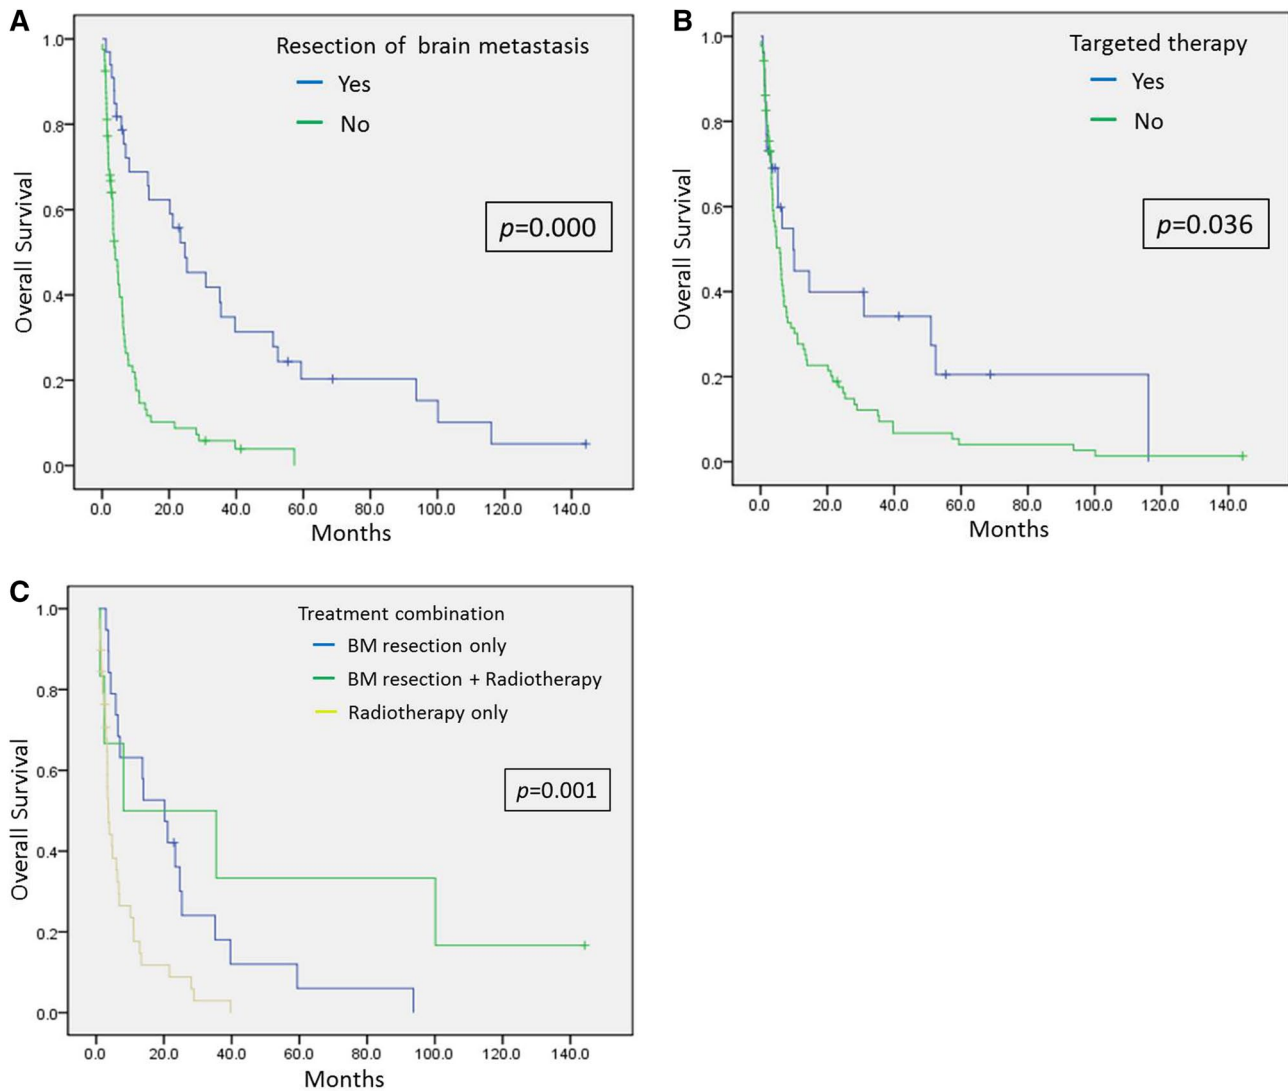 A
Resection of brain metastasis
Yes
No
p=0.000
Overall Survival
1.0
0.8
0.6
0.4
0.2
0.0
0.0 20.0 40.0 60.0 80.0 100.0 120.0 140.0
Months
B
Targeted therapy
Yes
No
p=0.036
Overall Survival
1.0
0.8
0.6
0.4
0.2
0.0
0.0 20.0 40.0 60.0 80.0 100.0 120.0 140.0
Months
C
Treatment combination
BM resection only
BM resection + Radiotherapy
Radiotherapy only
p=0.001
Overall Survival
1.0
0.8
0.6
0.4
0.2
0.0
0.0 20.0 40.0 60.0 80.0 100.0 120.0 140.0
Months